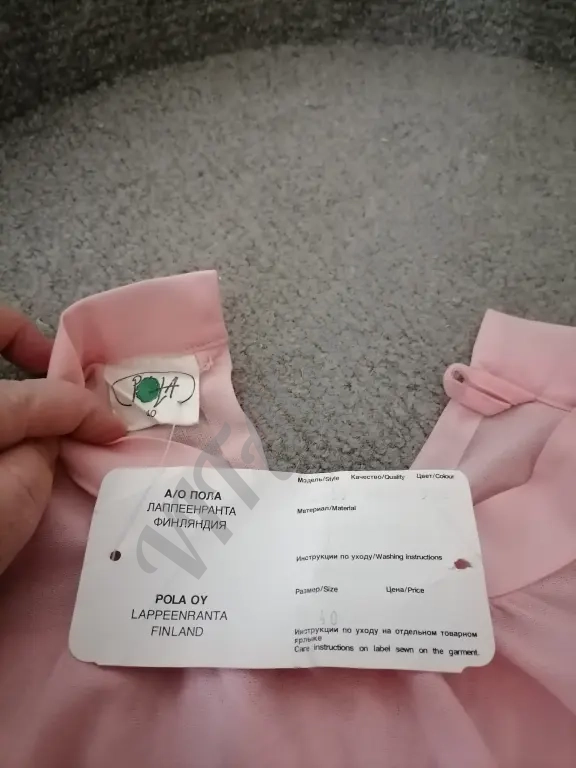 POLA
40
А/О ПОЛА
ЛАППЕЕНРАНТА
ФИНЛЯНДИЯ
POLA OY
LAPPEENRANTA
FINLAND
Модель/Style Качество/Quality Цвет/Colour
Материал/Material
Инструкции по уходу/Washing Instructions
Размер/Size Цена/Price
40
Инструкции по уходу на отдельном товарном
ярлыке
Care instructions on label sewn on the garment.